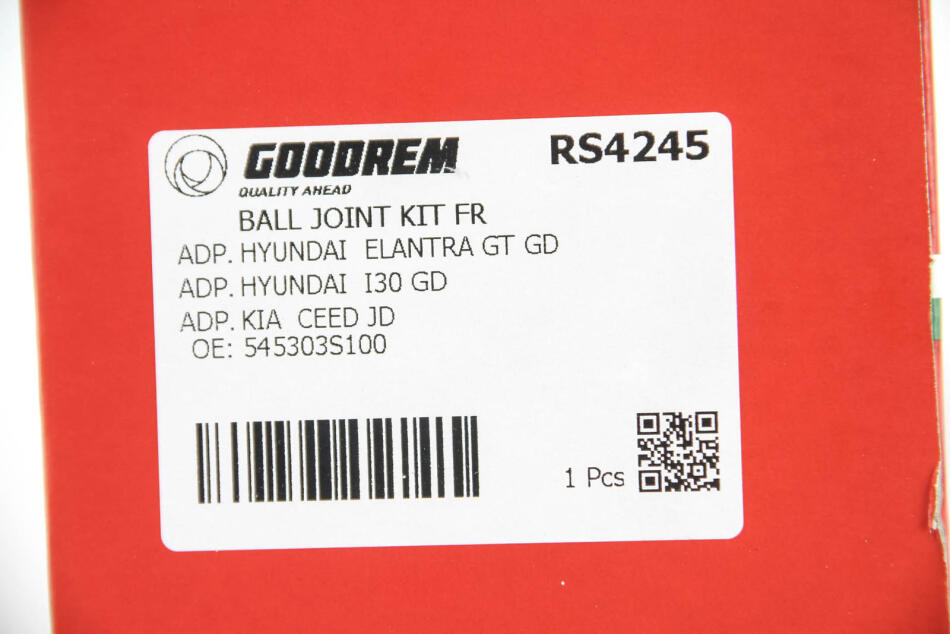 GOODREM RS4245
QUALITY AHEAD
BALL JOINT KIT FR
ADP. HYUNDAI ELANTRA GT GD
ADP. HYUNDAI I30 GD
ADP. KIA CEED JD
OE: 545303S100
1 Pcs